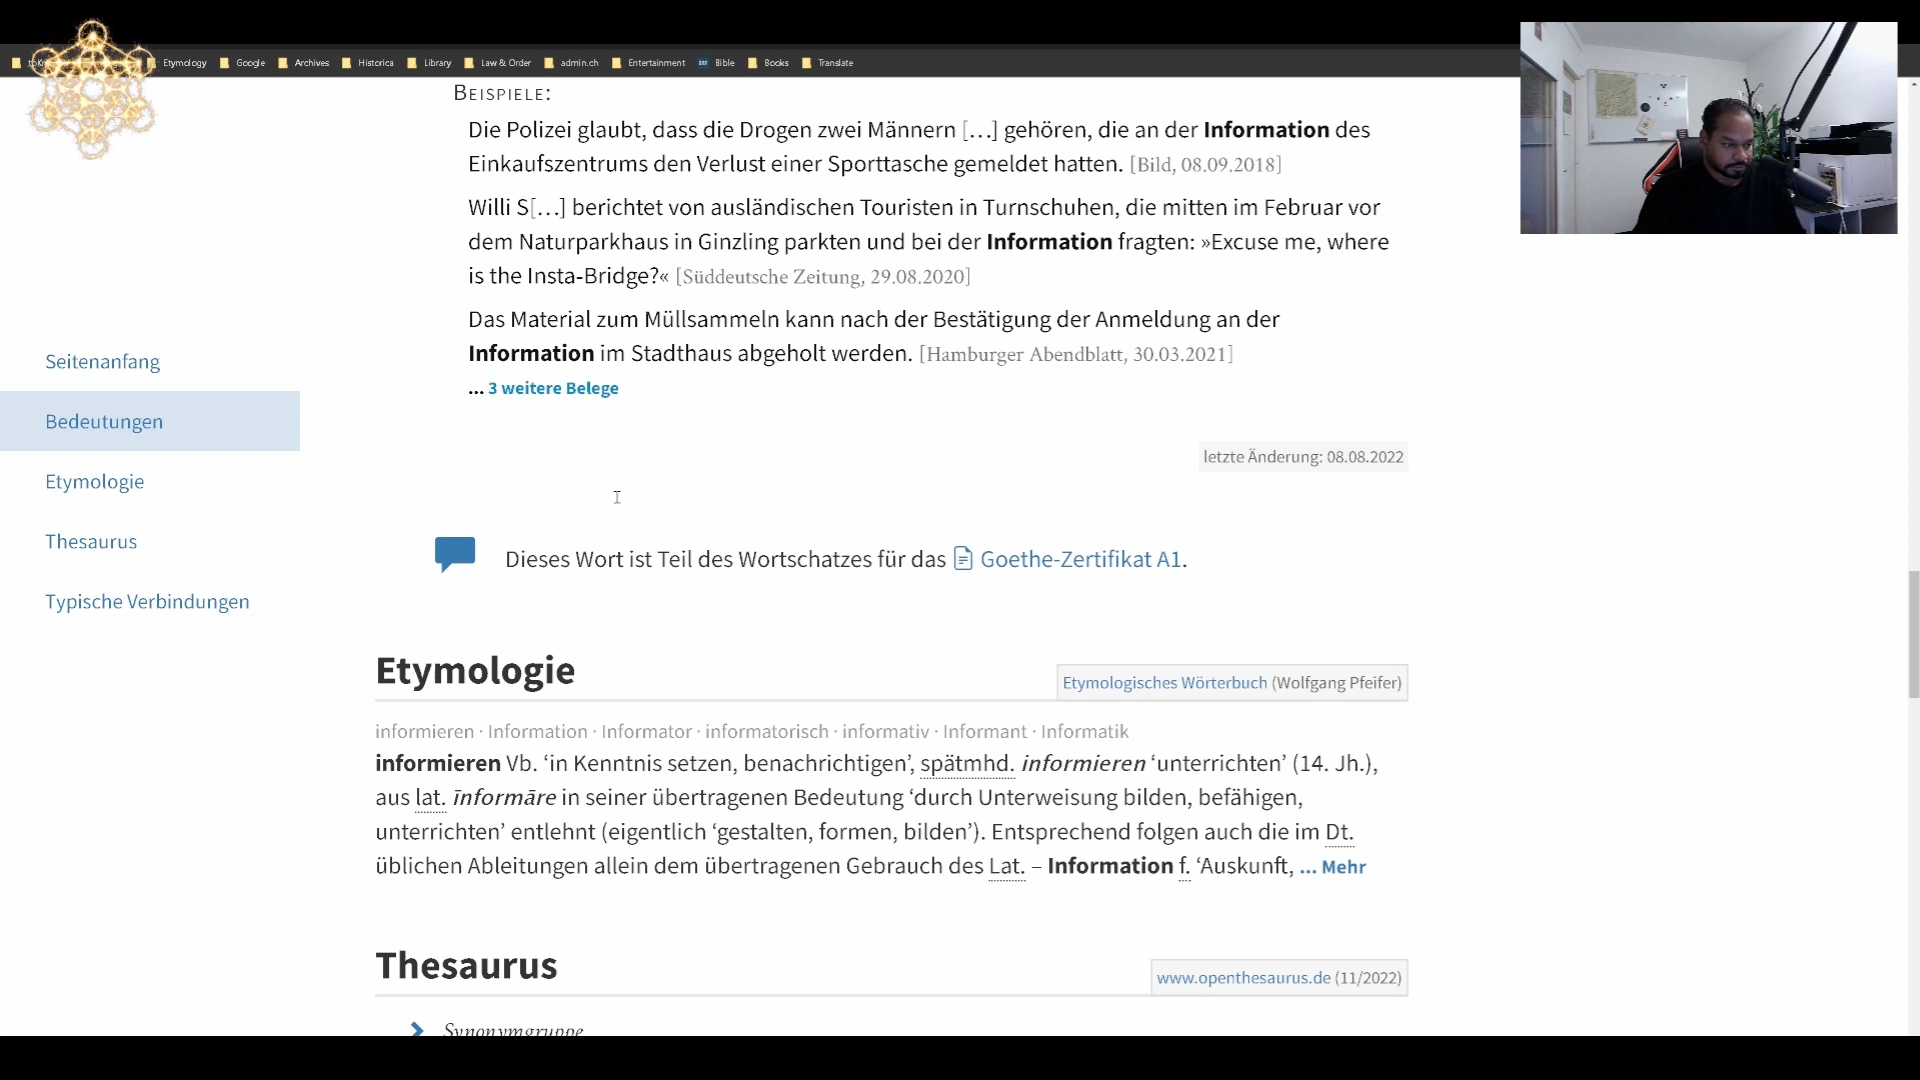 Etymology Google Archives Historica Library Law & Order admin.ch Entertainment Bible Books Translate
BEISPIELE:
Die Polizei glaubt, dass die Drogen zwei Männern […] gehören, die an der Information des
Einkaufszentrums den Verlust einer Sporttasche gemeldet hatten. [Bild, 08.09.2018]
Willi S[…] berichtet von ausländischen Touristen in Turnschuhen, die mitten im Februar vor
dem Naturparkhaus in Ginzling parkten und bei der Information fragten: »Excuse me, where
is the Insta-Bridge?« [Süddeutsche Zeitung, 29.08.2020]
Das Material zum Müllsammeln kann nach der Bestätigung der Anmeldung an der
Information im Stadthaus abgeholt werden. [Hamburger Abendblatt, 30.03.2021]
... 3 weitere Belege
Seitenanfang
Bedeutungen
Etymologie
Thesaurus
Typische Verbindungen
letzte Änderung: 08.08.2022
Dieses Wort ist Teil des Wortschatzes für das Goethe-Zertifikat A1.
Etymologie
Etymologisches Wörterbuch (Wolfgang Pfeifer)
informieren · Information · Informator · informatorisch · informativ · Informant · Informatik
informieren Vb. ‘in Kenntnis setzen, benachrichtigen’, spätmhd. informieren ‘unterrichten’ (14. Jh.),
aus lat. īnformāre in seiner übertragenen Bedeutung ‘durch Unterweisung bilden, befähigen,
unterrichten’ entlehnt (eigentlich ‘gestalten, formen, bilden’). Entsprechend folgen auch die im Dt.
üblichen Ableitungen allein dem übertragenen Gebrauch des Lat. – Information f. ‘Auskunft, ... Mehr
Thesaurus
www.openthesaurus.de (11/2022)
Synonymgruppe